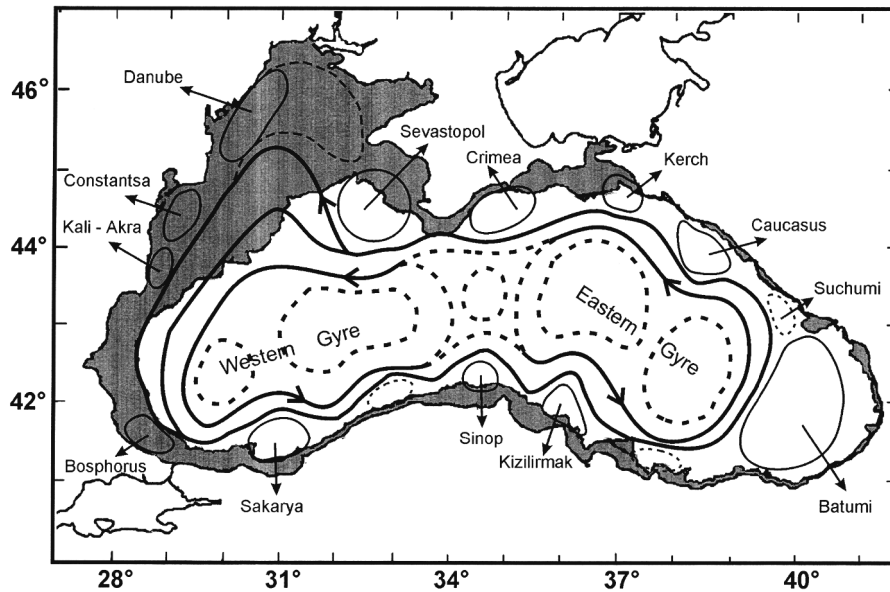 46°
44°
42°
Danube
Sevastopol
Crimea
Kerch
Constantsa
Kali - Akra
Caucasus
Suchumi
Eastern
Gyre
Western
Gyre
Bosphorus
Sakarya
Sinop
Kizilirmak
Batumi
28°
31°
34°
37°
40°